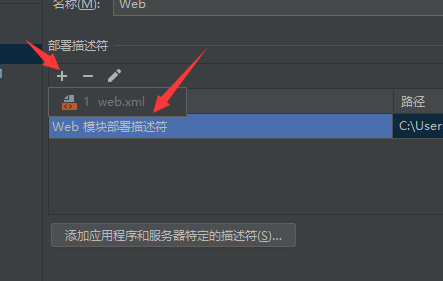 名称(M): Web
部署描述符
1 web.xml
路径
Web 模块部署描述符 C:\User
添加应用程序和服务器特定的描述符(S)...